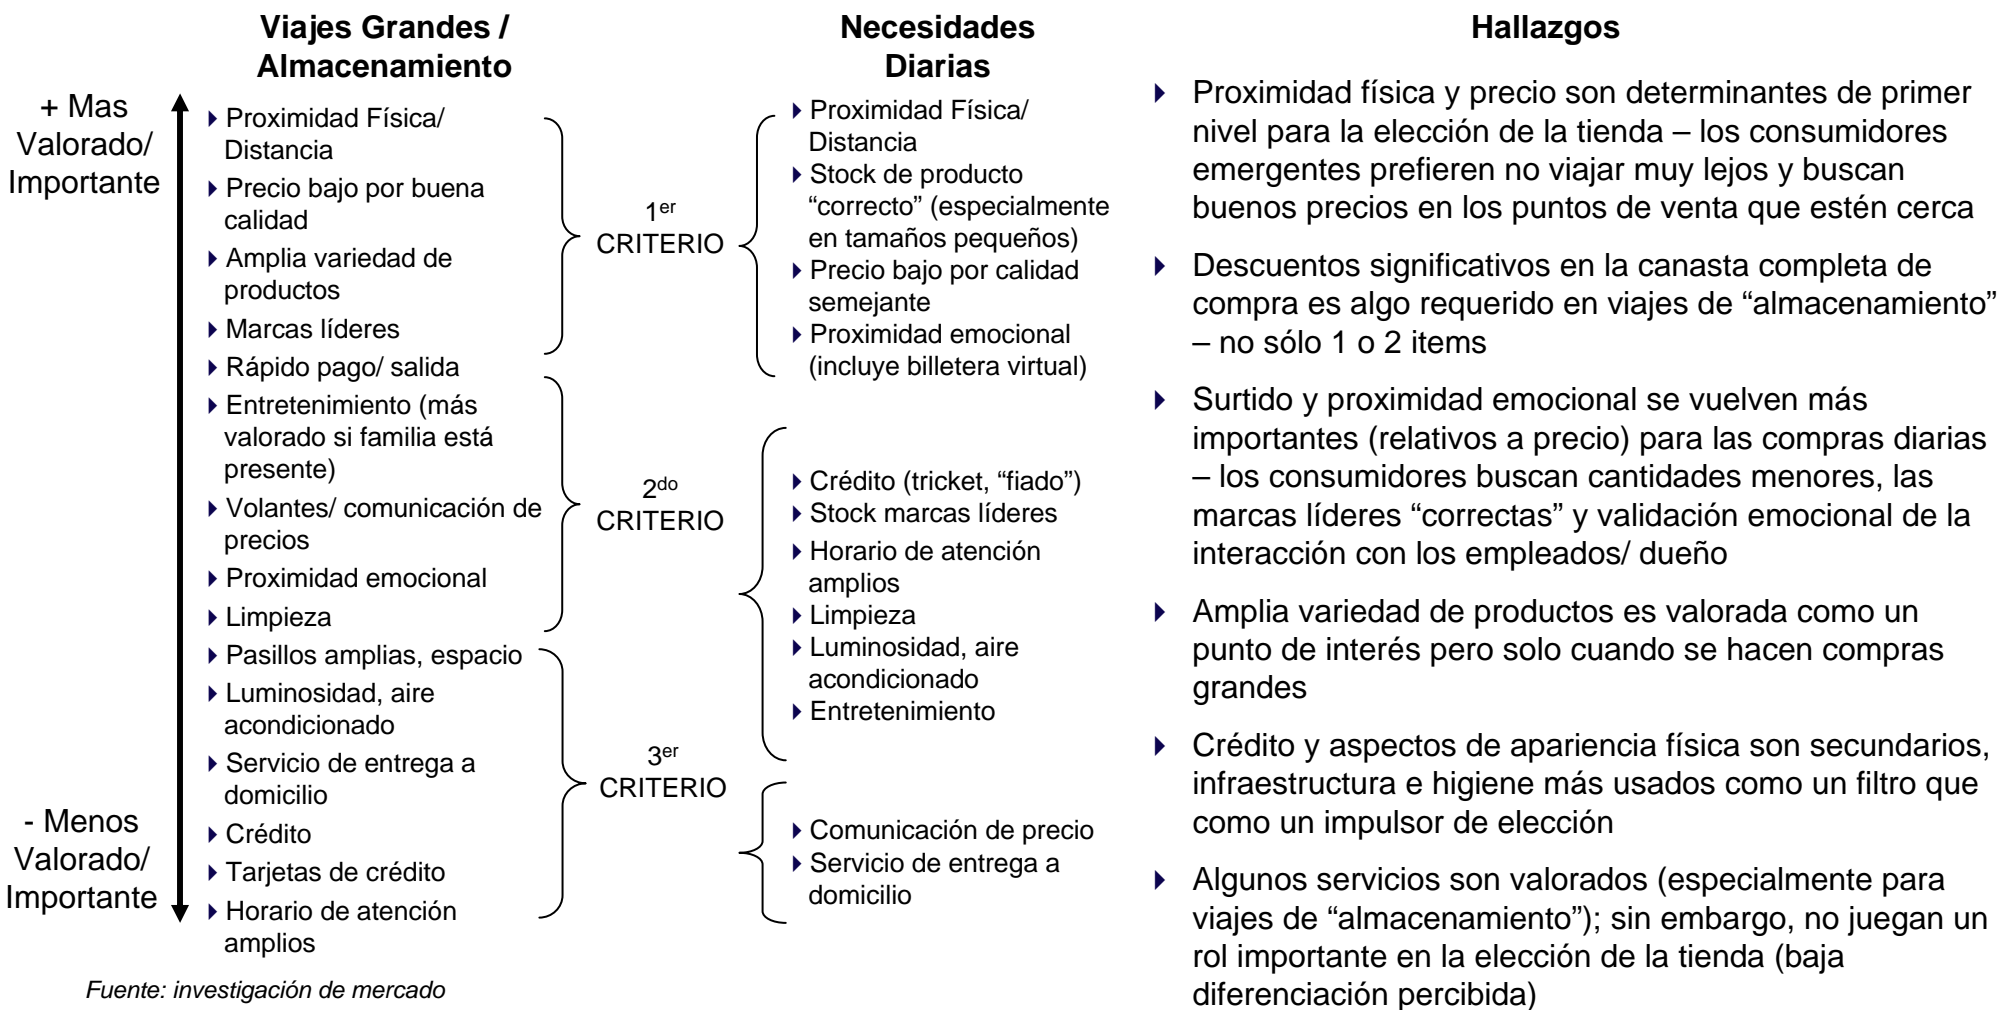 Viajes Grandes /
Almacenamiento
+ Mas
Valorado/
Importante
- Menos
Valorado/
Importante
Proximidad Física/
Distancia
Precio bajo por buena
calidad
Amplia variedad de
productos
Marcas líderes
Rápido pago/ salida
Entretenimiento (más
valorado si familia está
presente)
Volantes/ comunicación de
precios
Proximidad emocional
Limpieza
Pasillos amplias, espacio
Luminosidad, aire
acondicionado
Servicio de entrega a
domicilio
Crédito
Tarjetas de crédito
Horario de atención
amplios
1er
CRITERIO
2do
CRITERIO
3er
CRITERIO
Necesidades
Diarias
Proximidad Física/
Distancia
Stock de producto
“correcto” (especialmente
en tamaños pequeños)
Precio bajo por calidad
semejante
Proximidad emocional
(incluye billetera virtual)
Crédito (tricket, “fiado”)
Stock marcas líderes
Horario de atención
amplios
Limpieza
Luminosidad, aire
acondicionado
Entretenimiento
Comunicación de precio
Servicio de entrega a
domicilio
Hallazgos
Proximidad física y precio son determinantes de primer
nivel para la elección de la tienda – los consumidores
emergentes prefieren no viajar muy lejos y buscan
buenos precios en los puntos de venta que estén cerca
Descuentos significativos en la canasta completa de
compra es algo requerido en viajes de “almacenamiento”
– no sólo 1 o 2 items
Surtido y proximidad emocional se vuelven más
importantes (relativos a precio) para las compras diarias
– los consumidores buscan cantidades menores, las
marcas líderes “correctas” y validación emocional de la
interacción con los empleados/ dueño
Amplia variedad de productos es valorada como un
punto de interés pero solo cuando se hacen compras
grandes
Crédito y aspectos de apariencia física son secundarios,
infraestructura e higiene más usados como un filtro que
como un impulsor de elección
Algunos servicios son valorados (especialmente para
viajes de “almacenamiento”); sin embargo, no juegan un
rol importante en la elección de la tienda (baja
diferenciación percibida)
Fuente: investigación de mercado